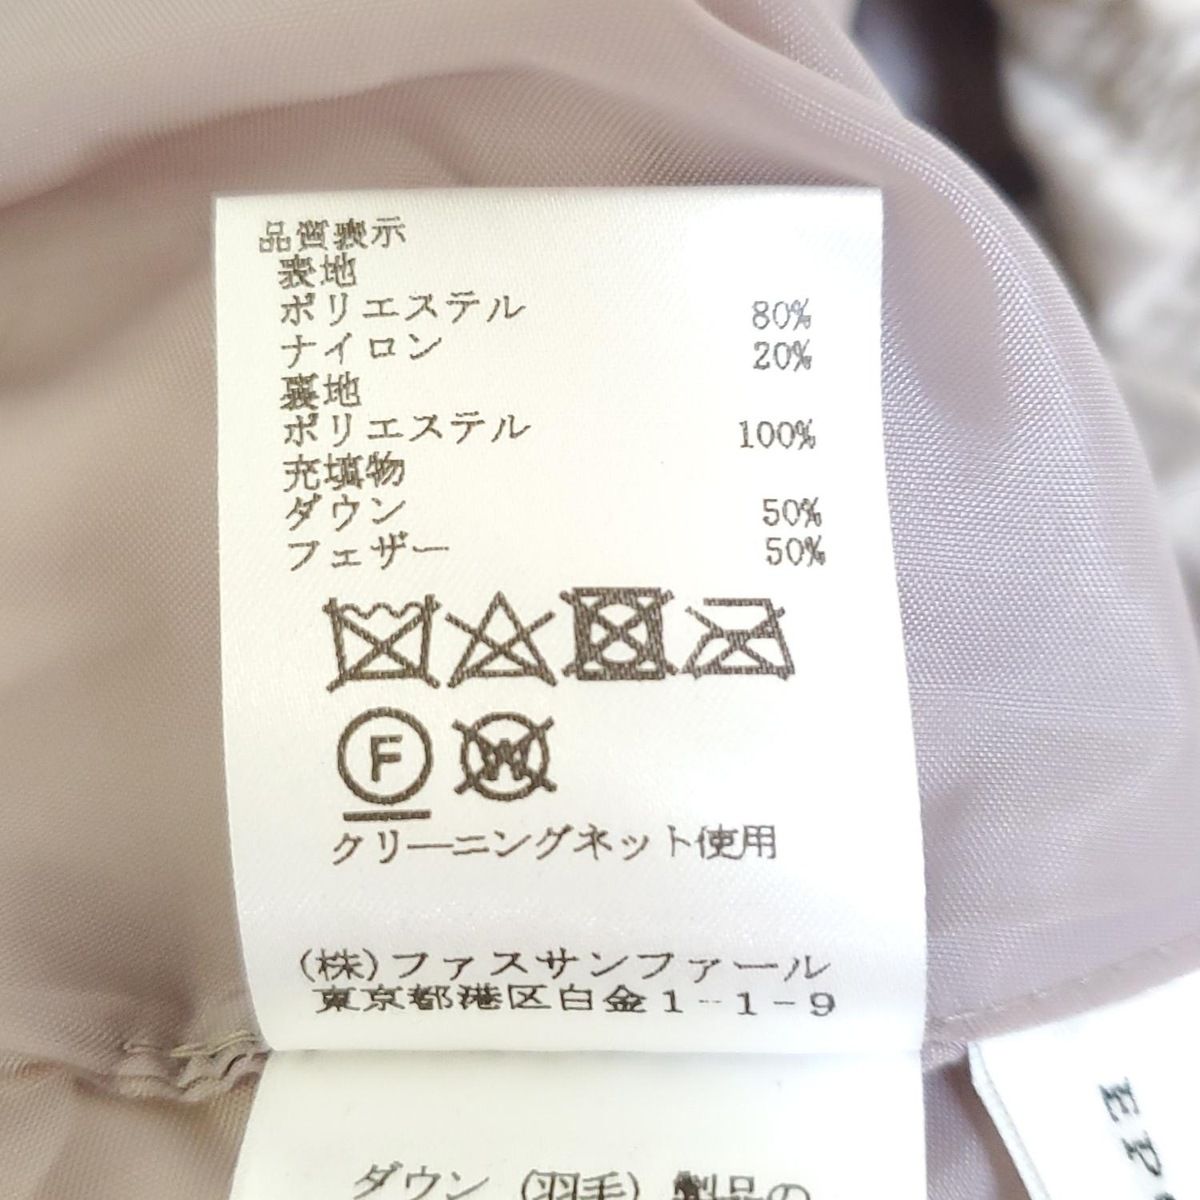 品質表示
表地
ポリエステル 80%
ナイロン 20%
裏地
ポリエステル 100%
充填物
ダウン 50%
フェザー 50%
F W
クリーニングネット使用
(株)ファスサンファール
東京都港区白金1-1-9
ダウン(羽毛)製品の
EP